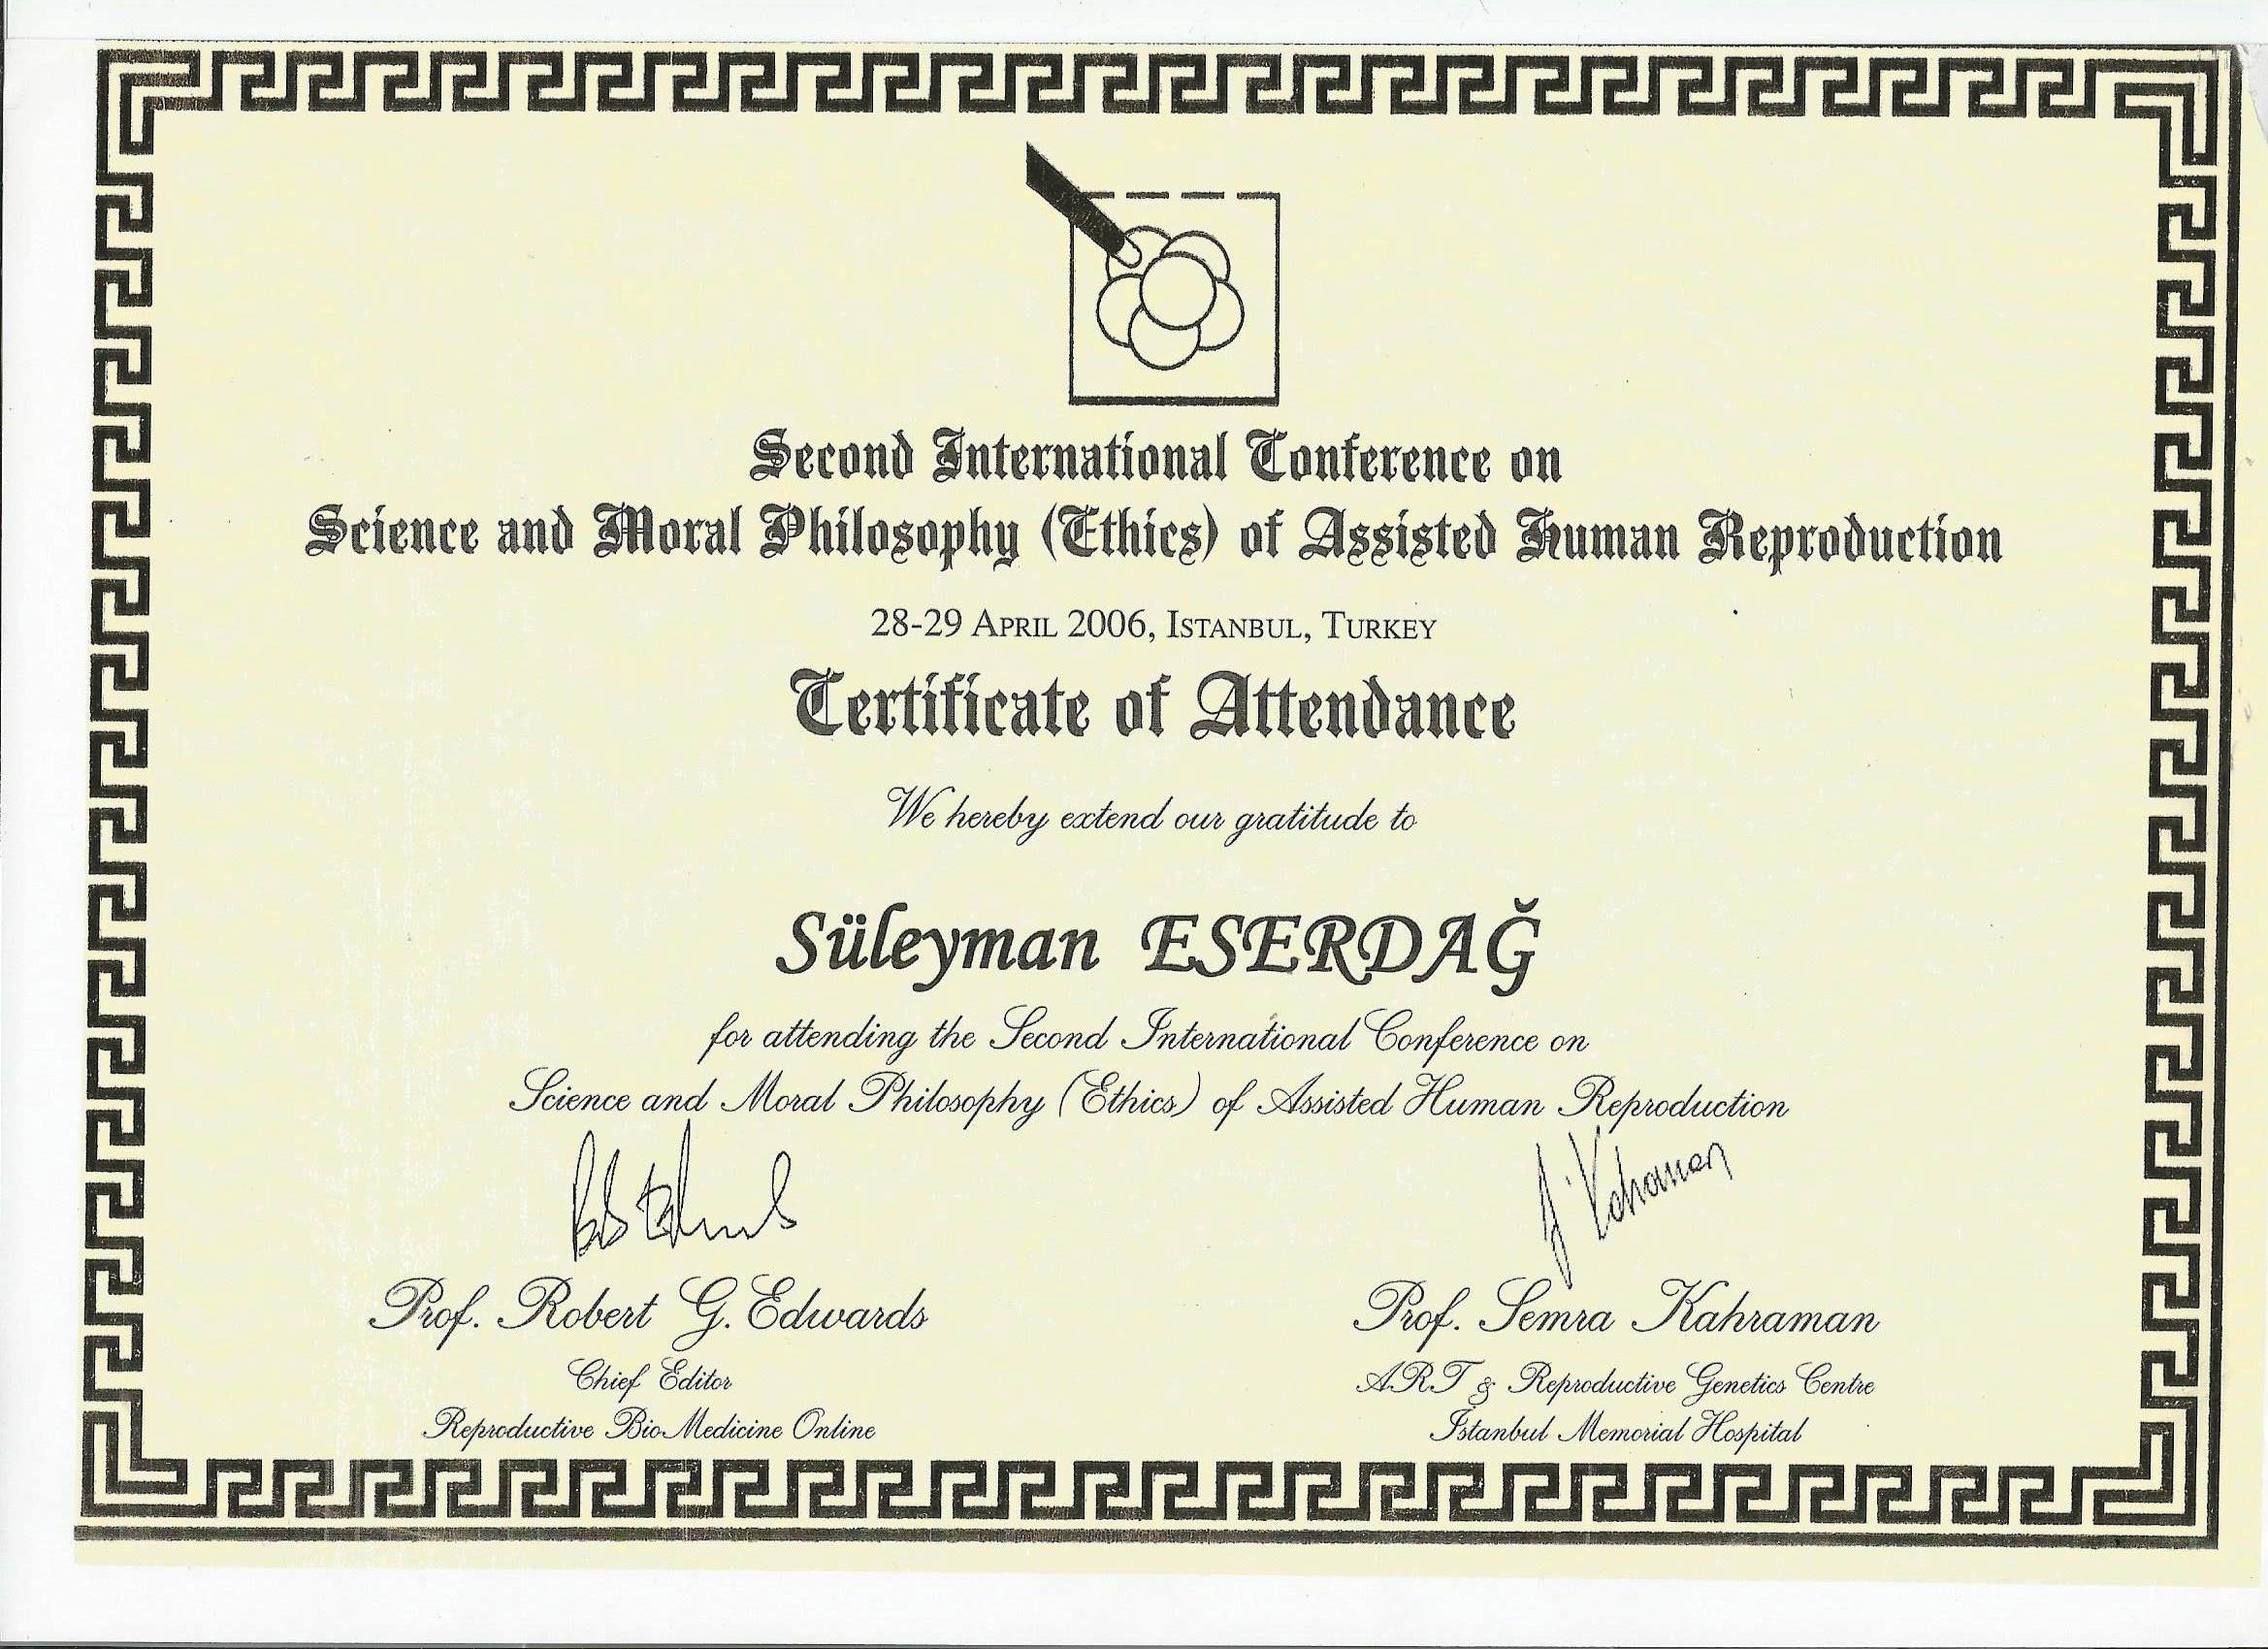 Second International Conference on
Science and Moral Philosophy (Ethics) of Assisted Human Reproduction
28-29 APRIL 2006, ISTANBUL, TURKEY
Certificate of Attendance
We hereby extend our gratitude to
Süleyman ESERDAĞ
for attending the Second International Conference on
Science and Moral Philosophy (Ethics) of Assisted Human Reproduction
Prof. Robert G. Edwards
Chief Editor
Reproductive BioMedicine Online
S. Kahraman
Prof. Semra Kahraman
ART & Reproductive Genetics Centre
Istanbul Memorial Hospital